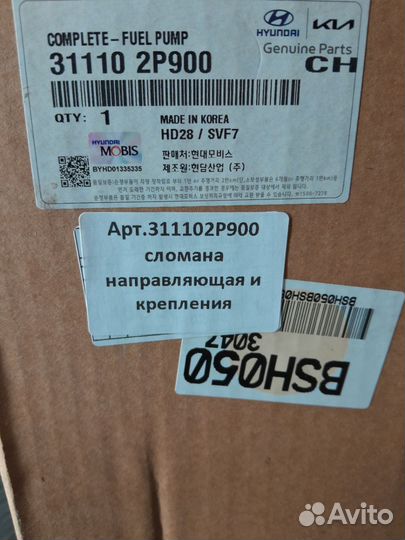 COMPLETE-FUEL PUMP
HYUNDAI KIA
Genuine Parts
31110 2P900
CH
QTY: 1
MADE IN KOREA
HD28 / SVF7
HYUNDAI
MOBIS
BYHD01335335
판매처:현대모비스
제조원:현담산업 (주)
Арт.311102P900
сломана
направляющая и
крепления
BSH050
3047
Avito